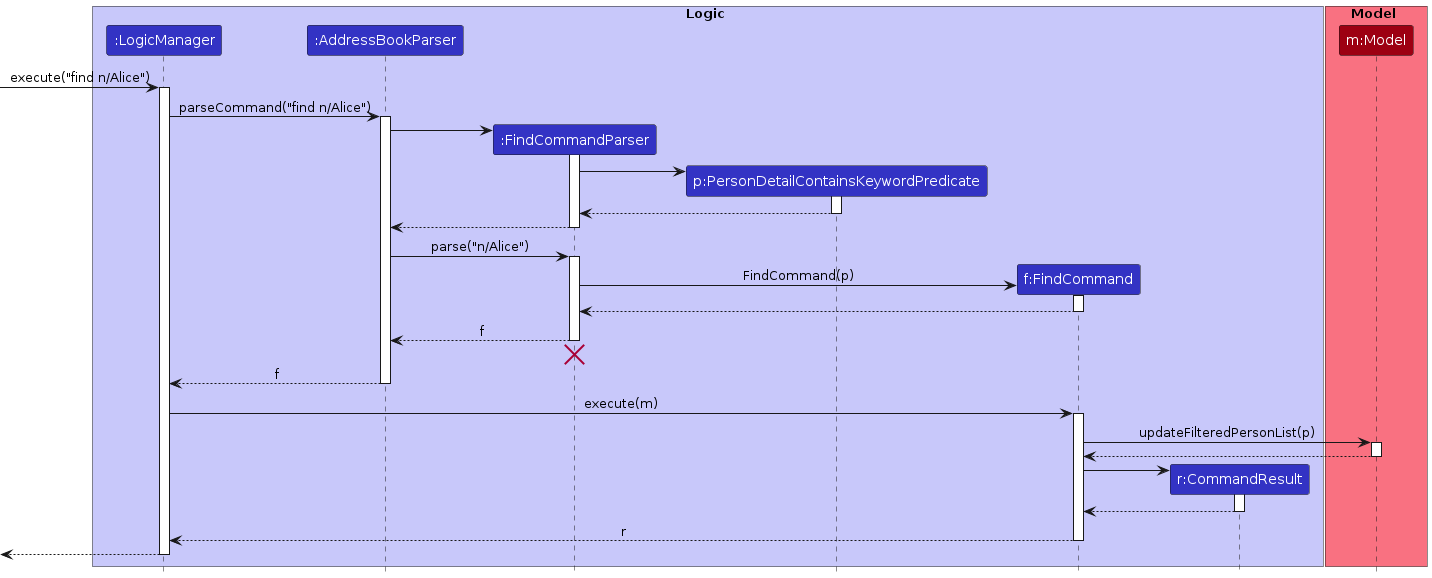 Logic
Model
:LogicManager
:AddressBookParser
m:Model
execute("find n/Alice")
parseCommand("find n/Alice")
:FindCommandParser
p:PersonDetailContainsKeywordPredicate
parse("n/Alice")
FindCommand(p)
f:FindCommand
f
f
execute(m)
updateFilteredPersonList(p)
r:CommandResult
r